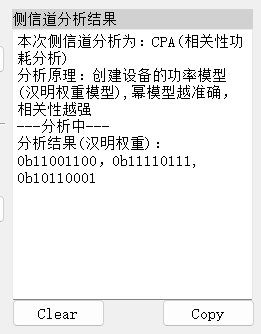 侧信道分析结果
本次侧信道分析为：CPA(相关性功
耗分析)
分析原理：创建设备的功率模型
(汉明权重模型),幂模型越准确，
相关性越强
---分析中---
分析结果(汉明权重)：
0b11001100，0b11110111,
0b10110001
Clear
Copy